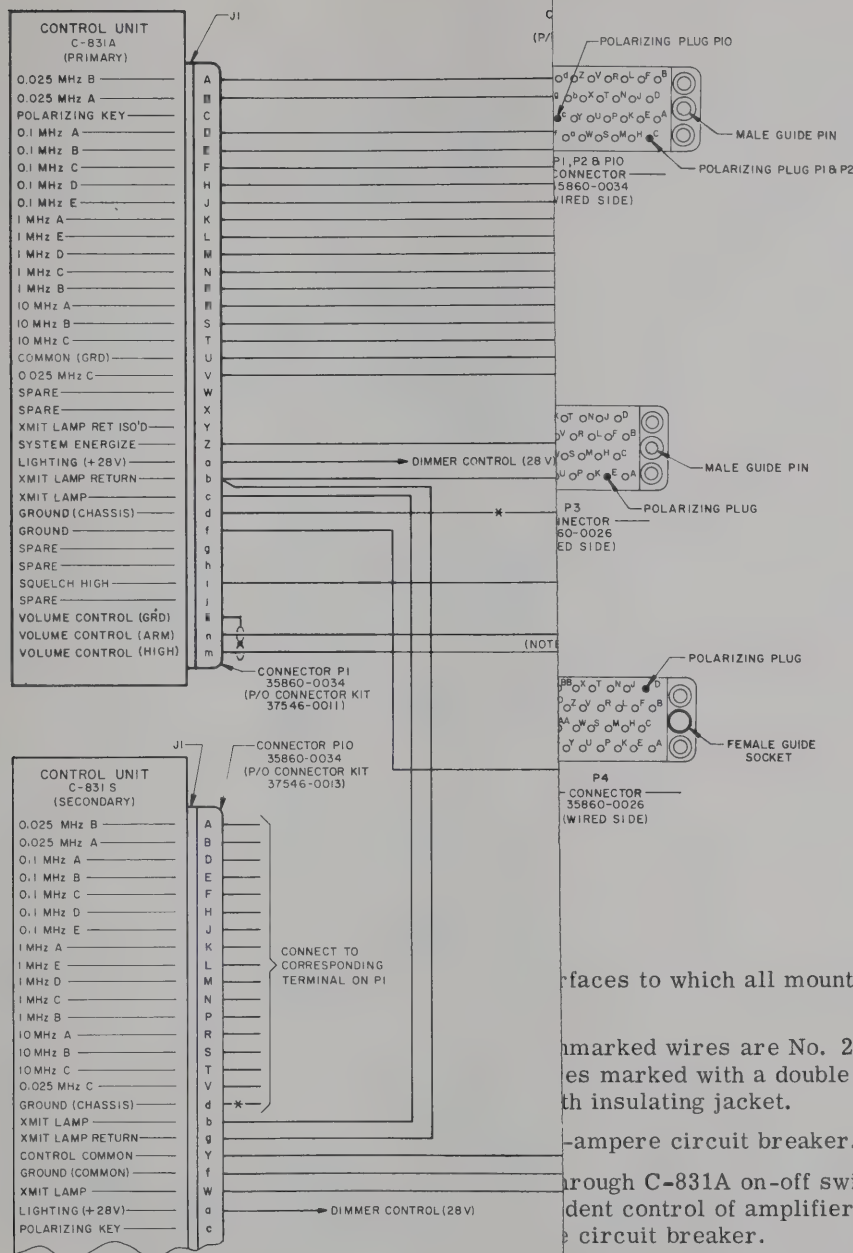 J1
CONTROL UNIT
C-831A
(PRIMARY)
0.025 MHz B A
0.025 MHz A
POLARIZING KEY C
0.1 MHz A D
0.1 MHz B E
0.1 MHz C F
0.1 MHz D H
0.1 MHz E J
1 MHz A K
1 MHz E L
1 MHz D M
1 MHz C N
1 MHz B
10 MHz A
10 MHz B S
10 MHz C T
COMMON (GRD) U
0.025 MHz C V
SPARE W
SPARE X
XMIT LAMP RET ISO'D Y
SYSTEM ENERGIZE Z
LIGHTING (+28V) a DIMMER CONTROL (28 V)
XMIT LAMP RETURN b
XMIT LAMP c
GROUND (CHASSIS) d *
GROUND f
SPARE g
SPARE h
SQUELCH HIGH i
SPARE j
VOLUME CONTROL (GRD)
VOLUME CONTROL (ARM) n
VOLUME CONTROL (HIGH) m
(NOTE
CONNECTOR P1
35860-0034
(P/O CONNECTOR KIT
37546-0011)
C
(P/
POLARIZING PLUG P10
d Z V R L F B
g b X T N J D
c Y U P K E A
f a W S M H C
MALE GUIDE PIN
POLARIZING PLUG P1 & P2
P1, P2 & P10
CONNECTOR
35860-0034
WIRED SIDE)
X T N J D
V R L F B
W S M H C
U P K E A
MALE GUIDE PIN
POLARIZING PLUG
P3
NNECTOR
60-0026
ED SIDE)
POLARIZING PLUG
BB X T N J D
Z V R L F B
AA W S M H C
Y U P K E A
FEMALE GUIDE
SOCKET
P4
CONNECTOR
35860-0026
(WIRED SIDE)
J1
CONNECTOR P10
35860-0034
(P/O CONNECTOR KIT
37546-0013)
CONTROL UNIT
C-831 S
(SECONDARY)
0.025 MHz B A
0.025 MHz A B
0.1 MHz A D
0.1 MHz B E
0.1 MHz C F
0.1 MHz D H
0.1 MHz E J
1 MHz A K
1 MHz E L
1 MHz D M
1 MHz C N
1 MHz B P
10 MHz A R
10 MHz B S
10 MHz C T
0.025 MHz C V
GROUND (CHASSIS) d *
XMIT LAMP b
XMIT LAMP RETURN g
CONTROL COMMON Y
GROUND (COMMON) f
XMIT LAMP W
LIGHTING (+28V) a DIMMER CONTROL (28V)
POLARIZING KEY c
CONNECT TO
CORRESPONDING
TERMINAL ON P1
rfaces to which all mount
nmarked wires are No. 2
es marked with a double
th insulating jacket.
-ampere circuit breaker.
rough C-831A on-off swi
dent control of amplifier
circuit breaker.